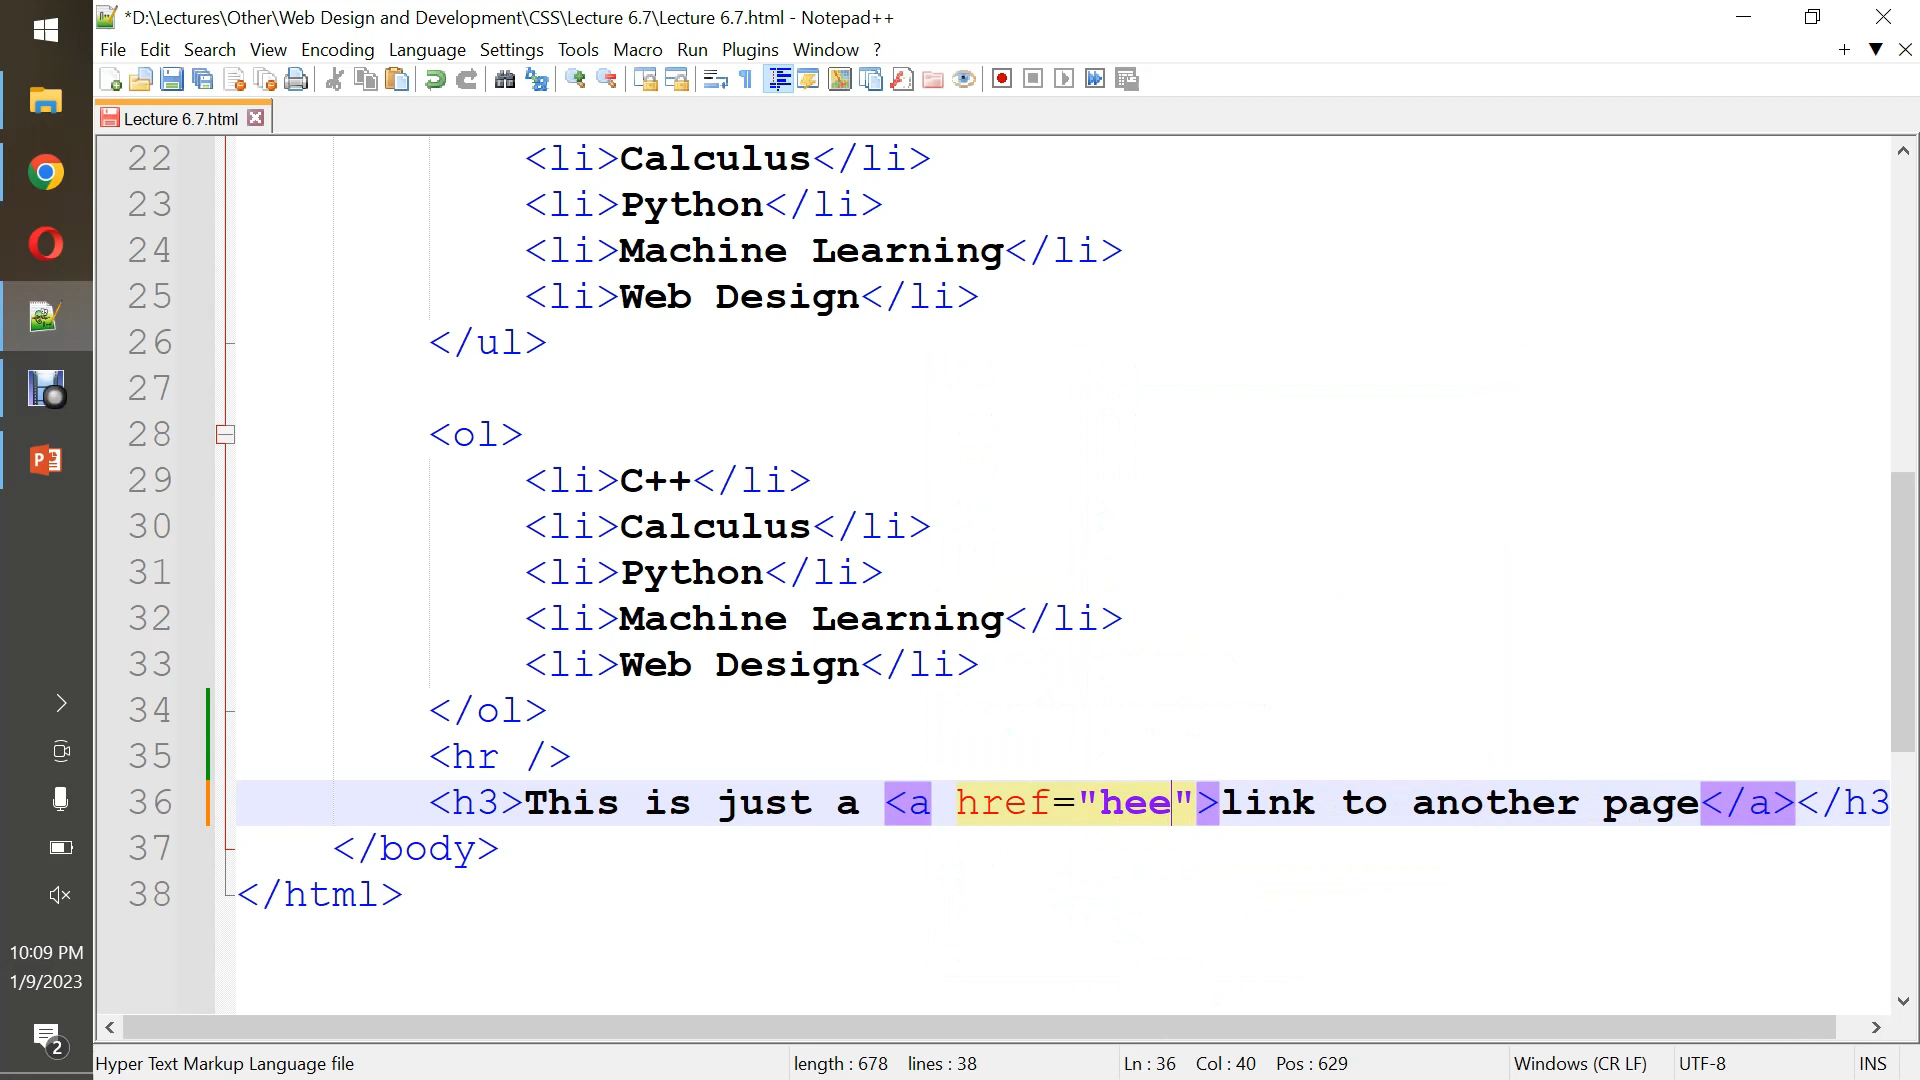 *D:\Lectures\Other\Web Design and Development\CSS\Lecture 6.7\Lecture 6.7.html - Notepad++
File Edit Search View Encoding Language Settings Tools Macro Run Plugins Window ?
Lecture 6.7.html
22 <li>Calculus</li>
23 <li>Python</li>
24 <li>Machine Learning</li>
25 <li>Web Design</li>
26 </ul>
27
28 <ol>
29 <li>C++</li>
30 <li>Calculus</li>
31 <li>Python</li>
32 <li>Machine Learning</li>
33 <li>Web Design</li>
34 </ol>
35 <hr />
36 <h3>This is just a <a href="hee">link to another page</a></h3
37 </body>
38 </html>
10:09 PM
1/9/2023
2
Hyper Text Markup Language file length : 678 lines : 38 Ln : 36 Col : 40 Pos : 629 Windows (CR LF) UTF-8 INS